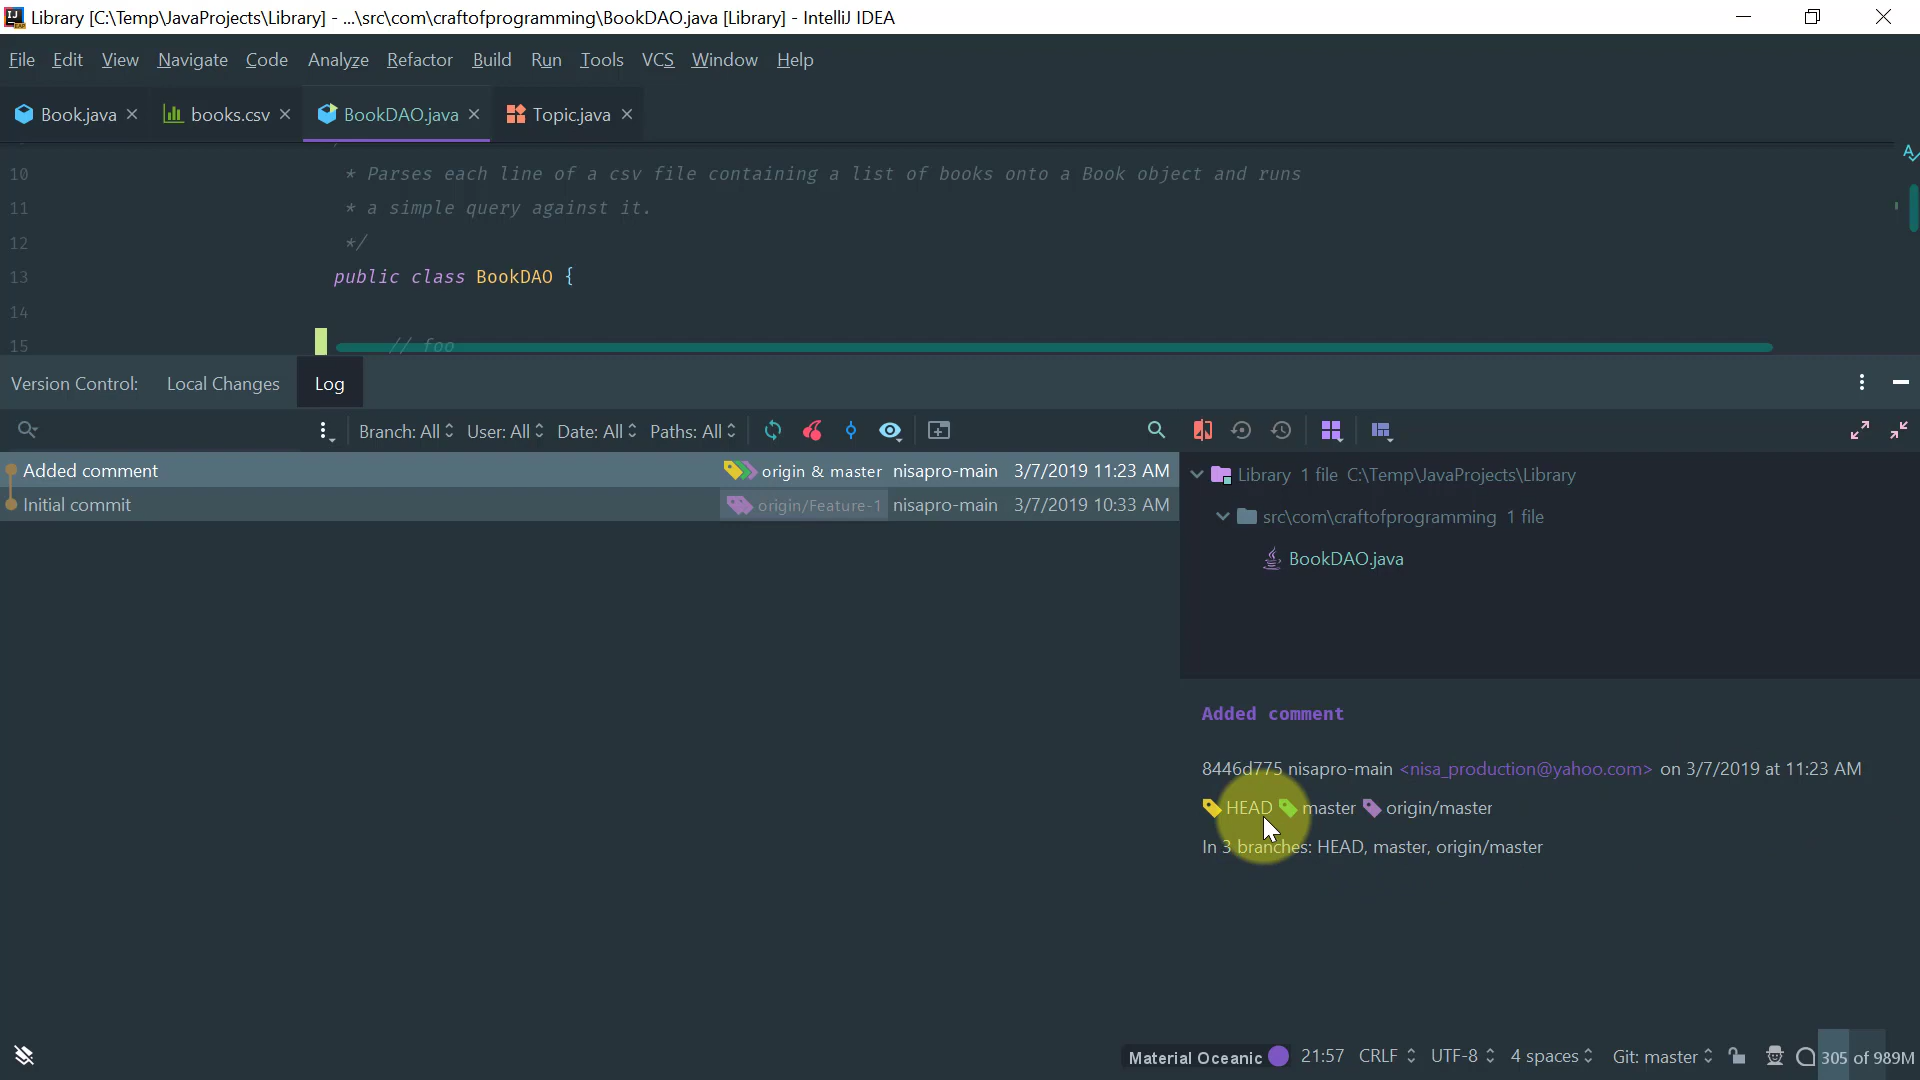 Library [C:\Temp\JavaProjects\Library] - ...\src\com\craftofprogramming\BookDAO.java [Library] - IntelliJ IDEA
File Edit View Navigate Code Analyze Refactor Build Run Tools VCS Window Help
Book.java books.csv BookDAO.java Topic.java
10 * Parses each line of a csv file containing a list of books onto a Book object and runs
11 * a simple query against it.
12 */
13 public class BookDAO {
14
15 // foo
Version Control: Local Changes Log
Branch: All User: All Date: All Paths: All
Added comment origin & master nisapro-main 3/7/2019 11:23 AM
Initial commit origin/Feature-1 nisapro-main 3/7/2019 10:33 AM
Library 1 file C:\Temp\JavaProjects\Library
src\com\craftofprogramming 1 file
BookDAO.java
Added comment
8446d775 nisapro-main <nisa_production@yahoo.com> on 3/7/2019 at 11:23 AM
HEAD master origin/master
In 3 branches: HEAD, master, origin/master
Material Oceanic 21:57 CRLF UTF-8 4 spaces Git: master 305 of 989M